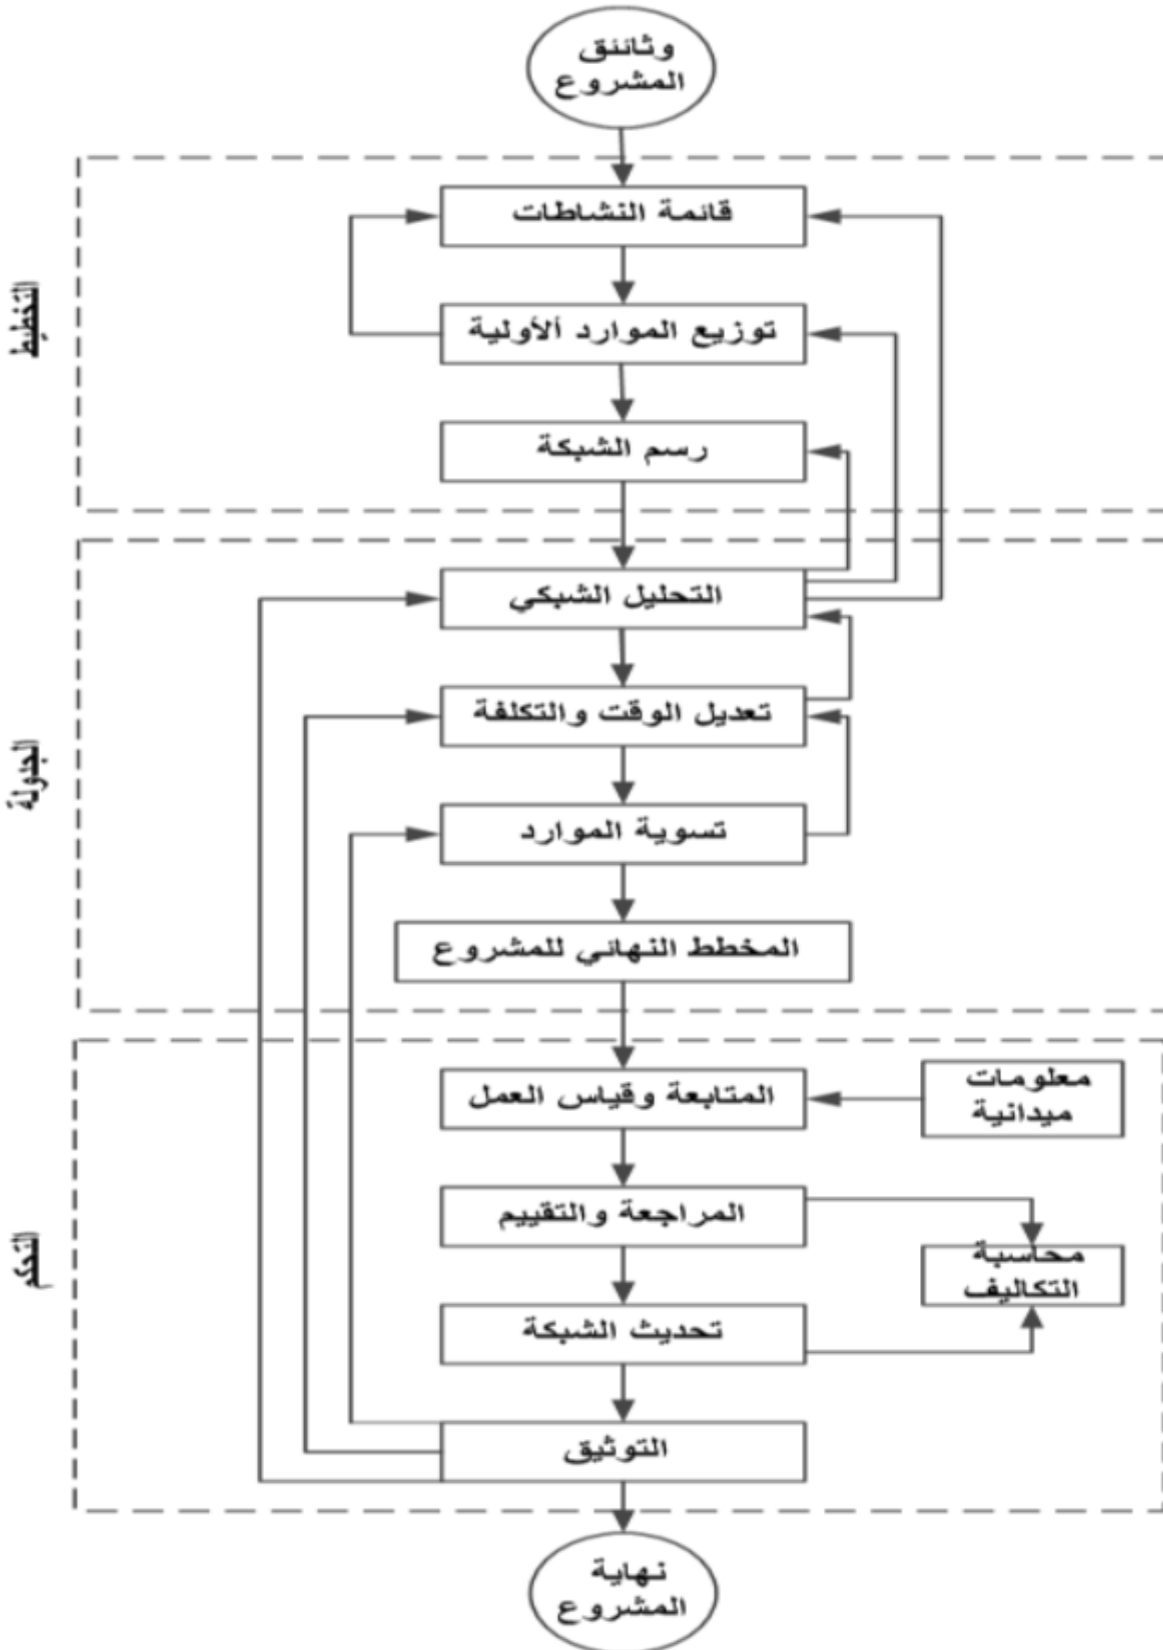 وثائق
المشروع
التخطيط
قائمة النشاطات
توزيع الموارد ألأولية
رسم الشبكة
الجدولة
التحليل الشبكي
تعديل الوقت والتكلفة
تسوية الموارد
المخطط النهائي للمشروع
التحكم
المتابعة وقياس العمل
معلومات
ميدانية
المراجعة والتقييم
محاسبة
التكاليف
تحديث الشبكة
التوثيق
نهاية
المشروع